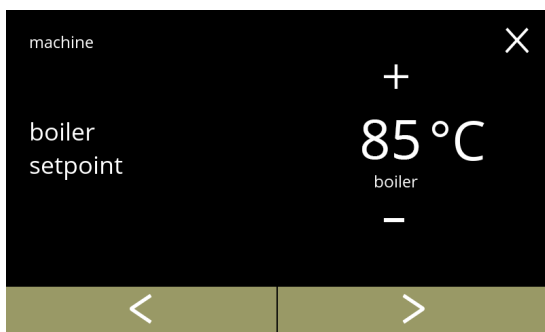 machine
boiler
setpoint
+
85 °C
boiler
-
< >